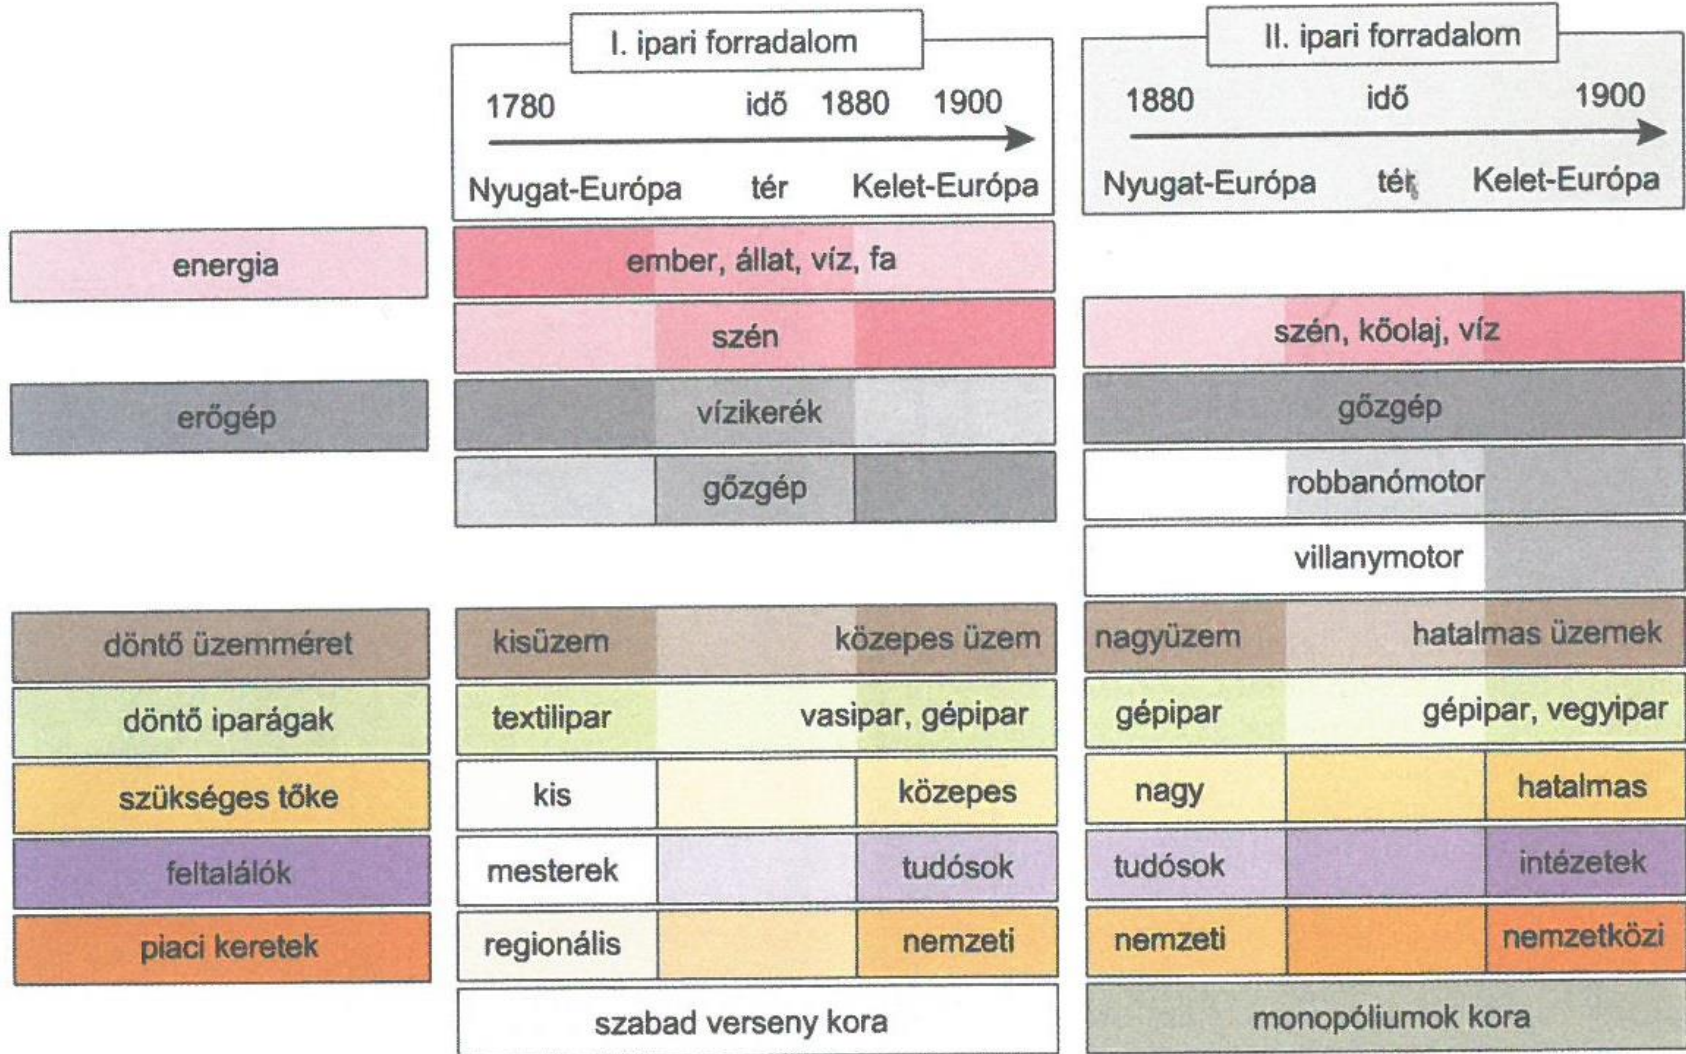 I. ipari forradalom
II. ipari forradalom
1780 idő 1880 1900
1880 idő 1900
Nyugat-Európa tér Kelet-Európa
Nyugat-Európa tér Kelet-Európa
energia
ember, állat, víz, fa
szén
szén, kőolaj, víz
erőgép
vízikerék
gőzgép
gőzgép
robbanómotor
villanymotor
döntő üzemméret
kisüzem
közepes üzem
nagyüzem
hatalmas üzemek
döntő iparágak
textilipar
vasipar, gépipar
gépipar
gépipar, vegyipar
szükséges tőke
kis
közepes
nagy
hatalmas
feltalálók
mesterek
tudósok
tudósok
intézetek
piaci keretek
regionális
nemzeti
nemzeti
nemzetközi
szabad verseny kora
monopóliumok kora